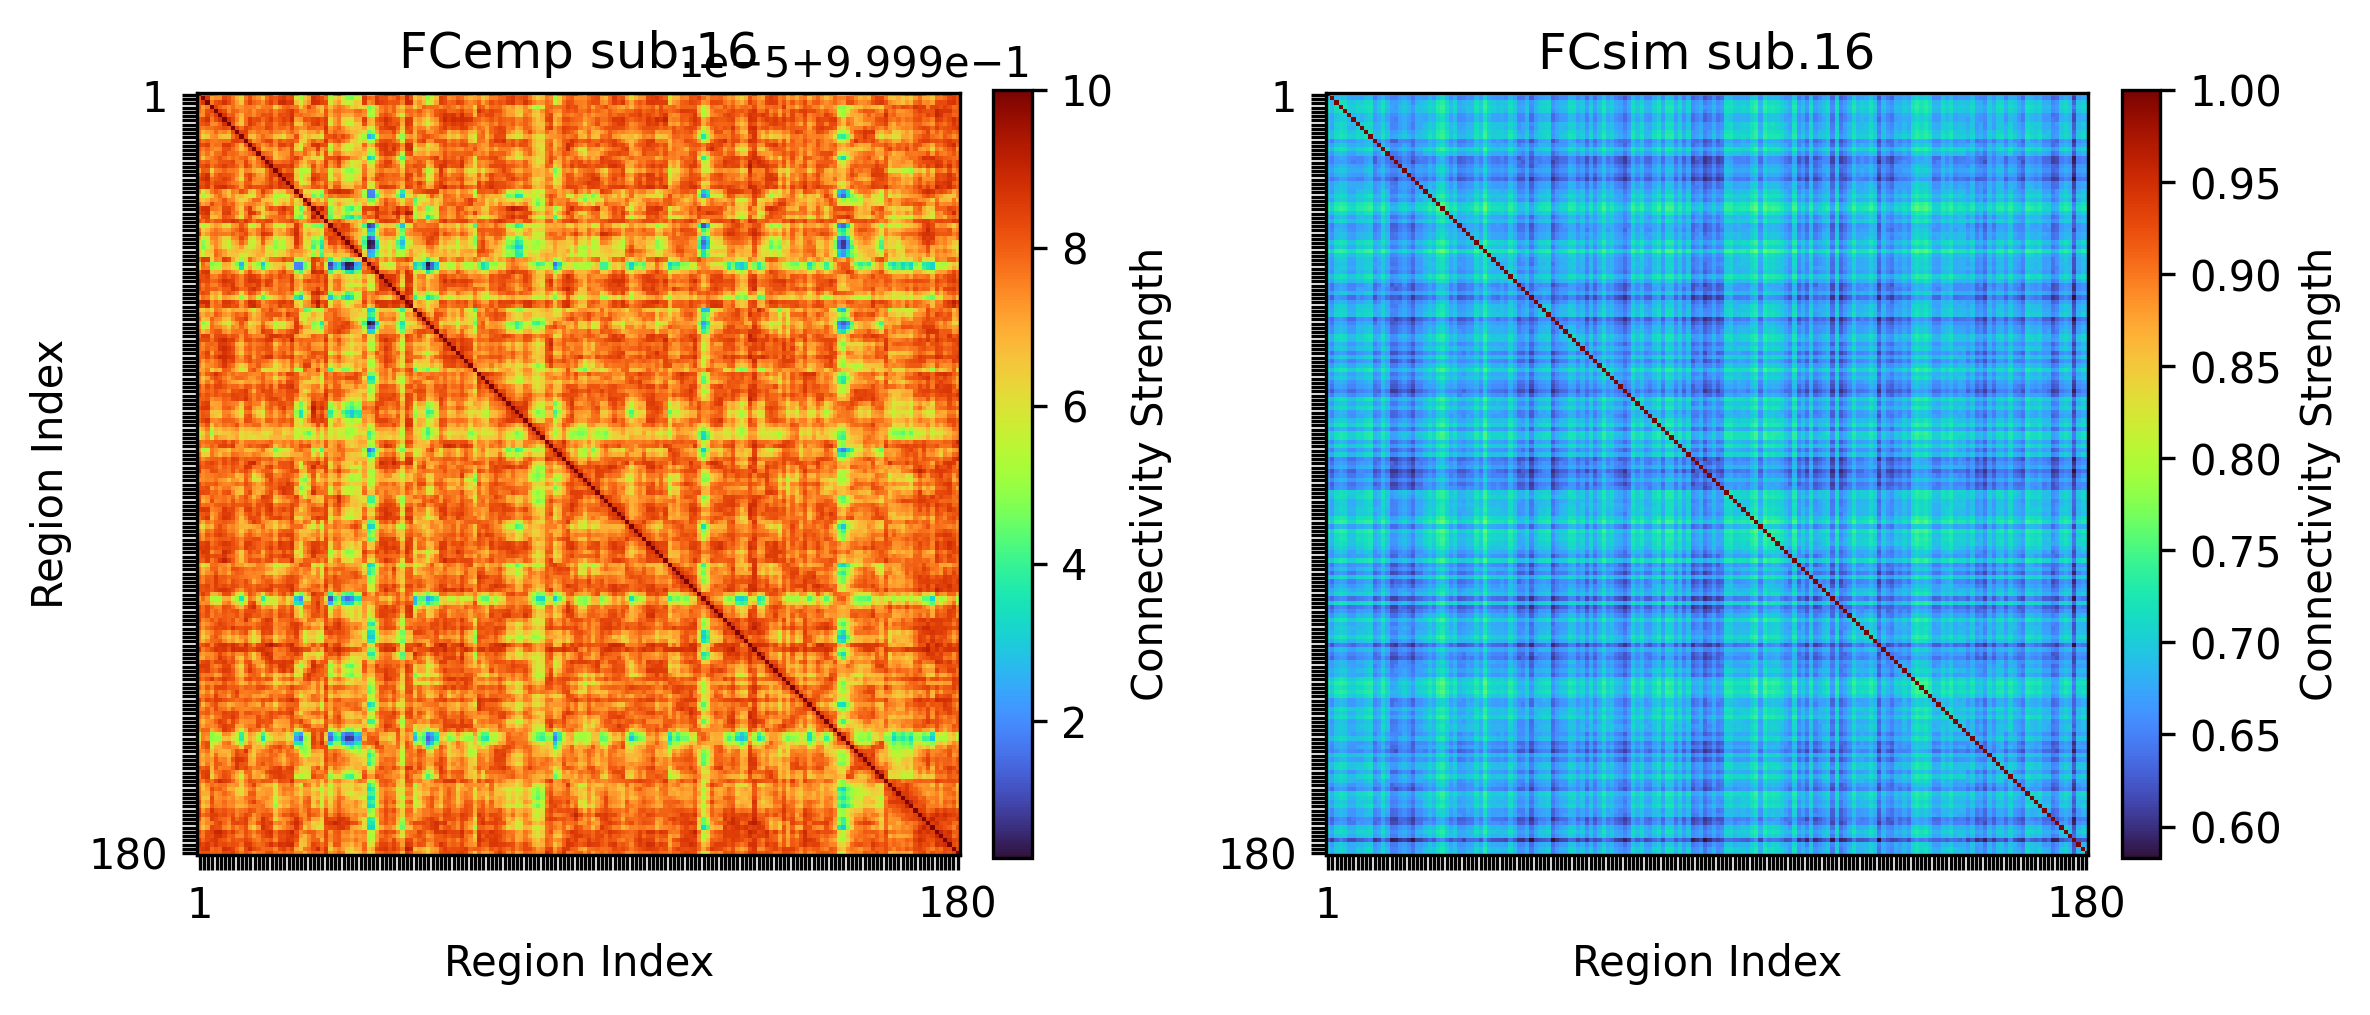 FCemp sub.16
1e−5+9.999e−1
1
180
1
180
Region Index
Region Index
10
8
6
4
2
Connectivity Strength
FCsim sub.16
1
180
1
180
Region Index
1.00
0.95
0.90
0.85
0.80
0.75
0.70
0.65
0.60
Connectivity Strength